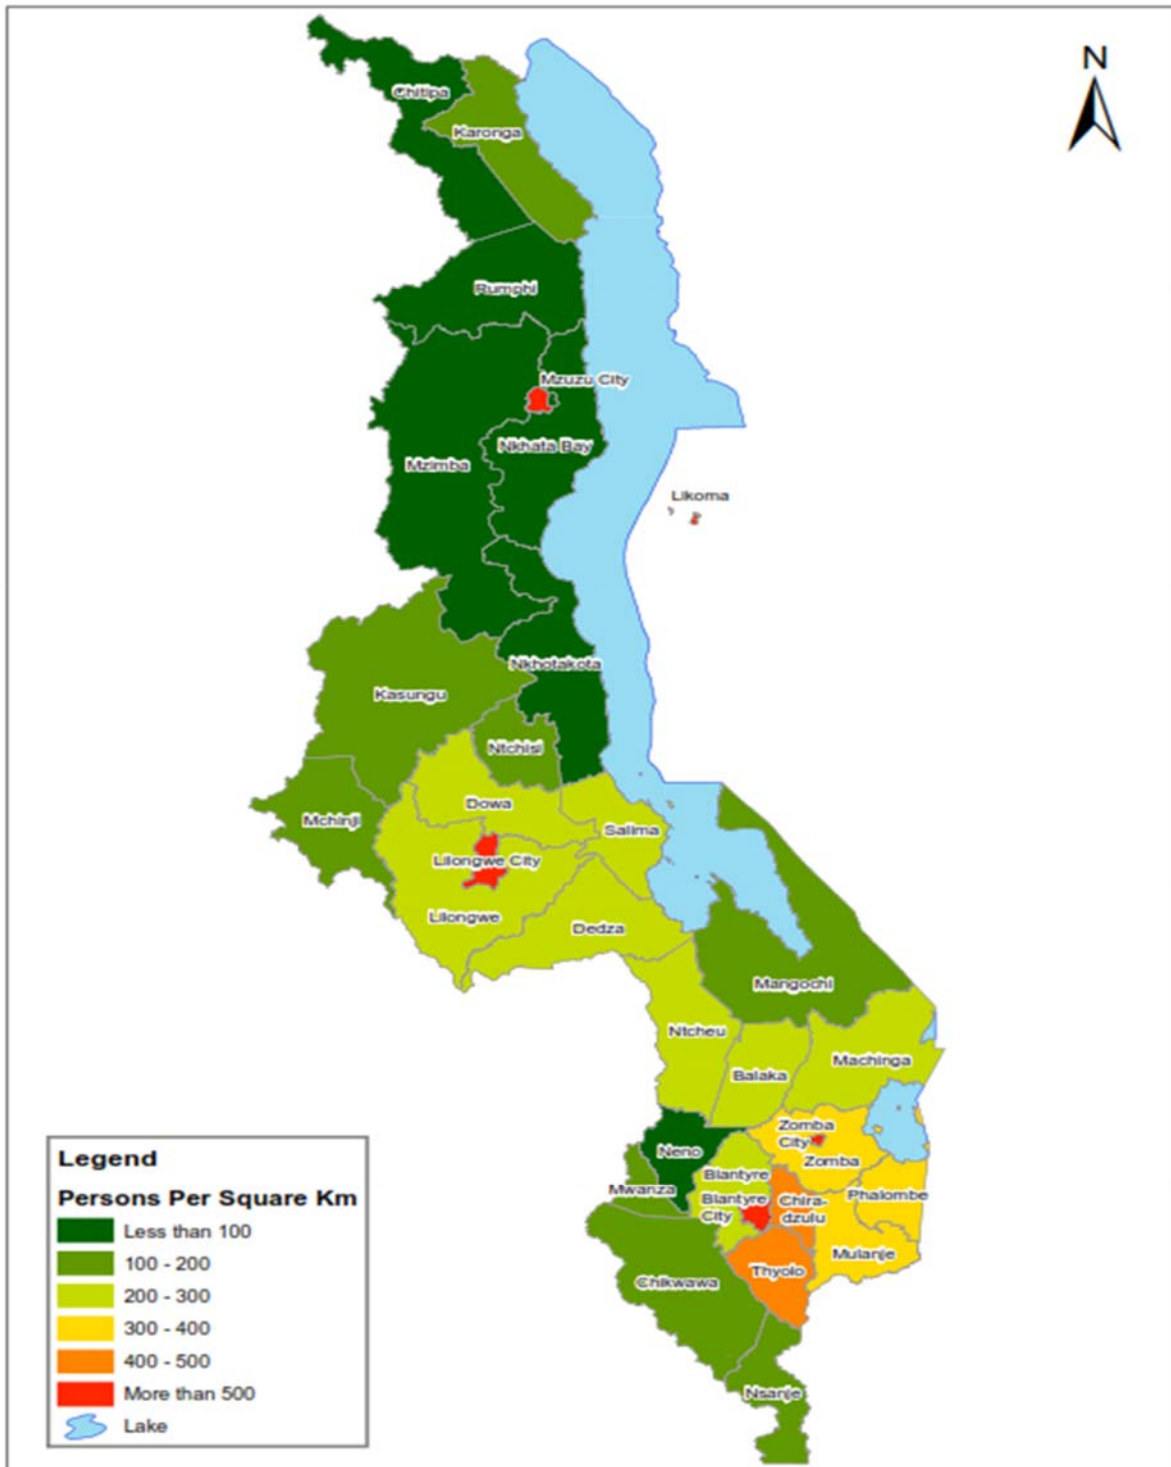 N
Chitipa
Karonga
Rumphi
Mzuzu City
Nkhata Bay
Mzimba
Likoma
Nkhotakota
Kasungu
Ntchisi
Dowa
Mchinji
Salima
Lilongwe City
Lilongwe
Dedza
Mangochi
Ntcheu
Machinga
Balaka
Zomba
City
Neno
Zomba
Blantyre
Mwanza
Phalombe
Blantyre
City
Chira-
dzulu
Mulanje
Thyolo
Chikwawa
Nsanje
Legend
Persons Per Square Km
Less than 100
100 - 200
200 - 300
300 - 400
400 - 500
More than 500
Lake